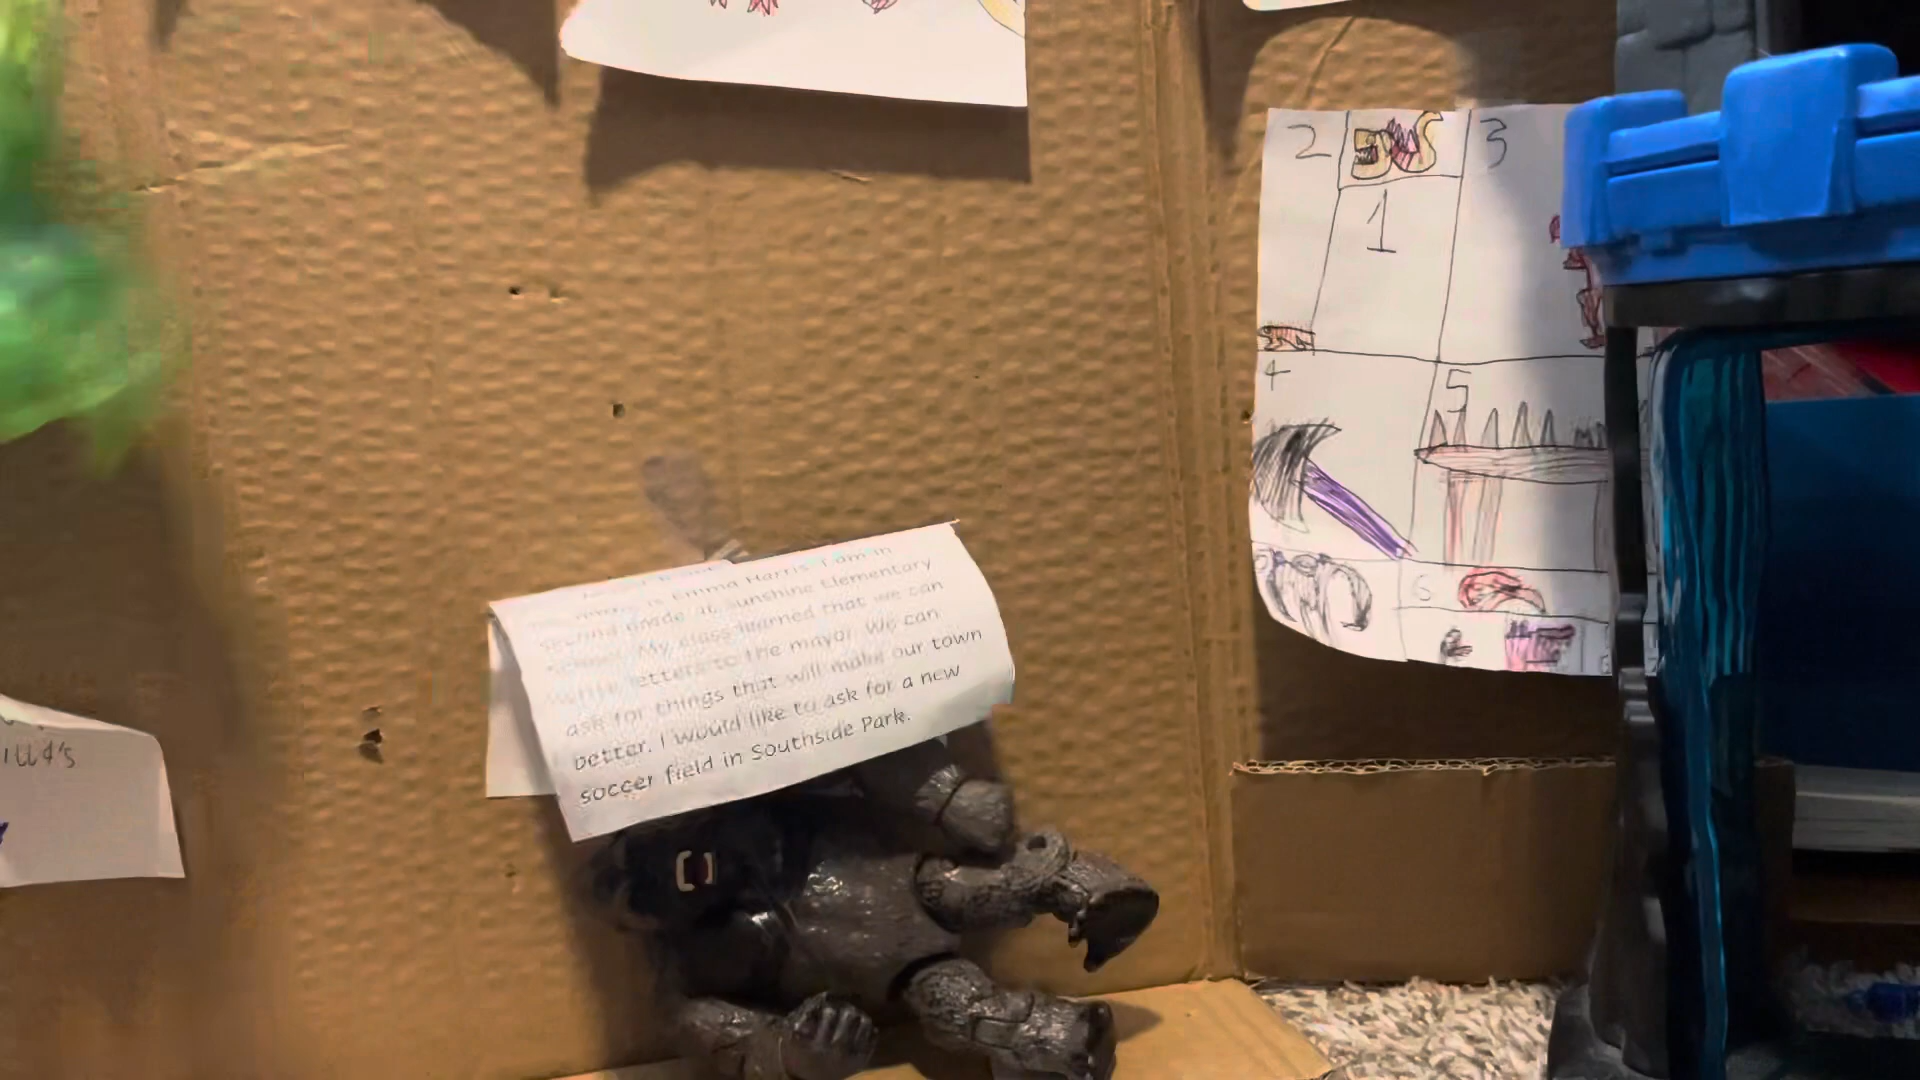 2
3
1
4
5
6
is Emma Harris. I am in
second grade at Sunshine Elementary
School. My class learned that we can
write letters to the mayor. We can
ask for things that will make our town
better. I would like to ask for a new
soccer field in Southside Park.